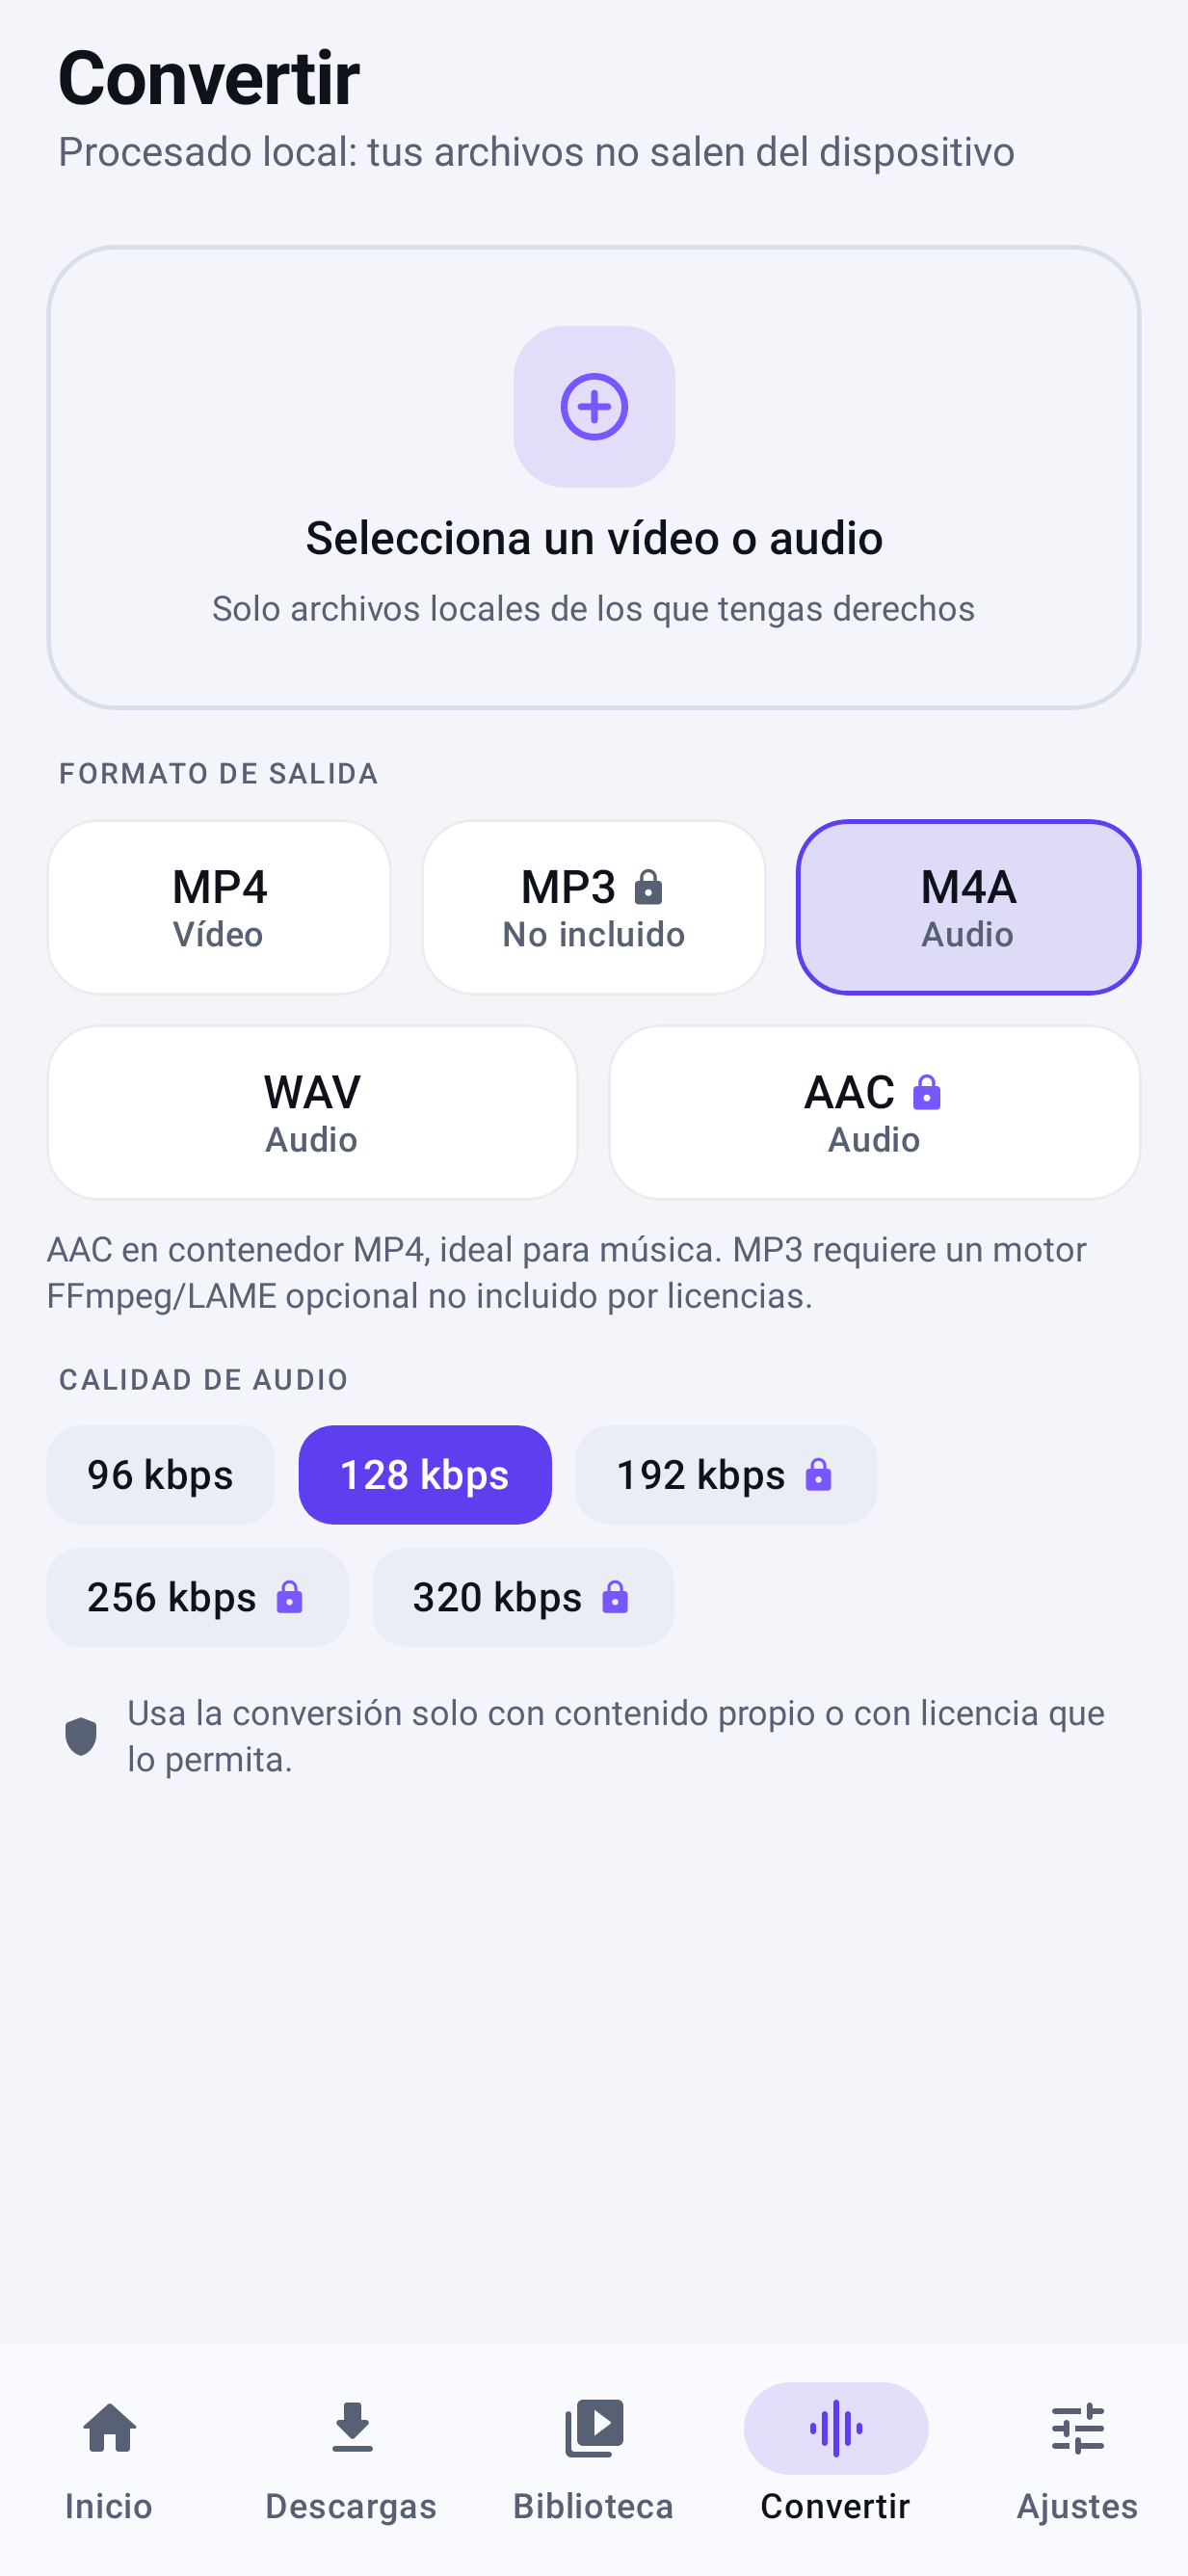 Convertir
Procesado local: tus archivos no salen del dispositivo
Selecciona un vídeo o audio
Solo archivos locales de los que tengas derechos
FORMATO DE SALIDA
MP4
Vídeo
MP3
No incluido
M4A
Audio
WAV
Audio
AAC
Audio
AAC en contenedor MP4, ideal para música. MP3 requiere un motor
FFmpeg/LAME opcional no incluido por licencias.
CALIDAD DE AUDIO
96 kbps
128 kbps
192 kbps
256 kbps
320 kbps
Usa la conversión solo con contenido propio o con licencia que
lo permita.
Inicio
Descargas
Biblioteca
Convertir
Ajustes